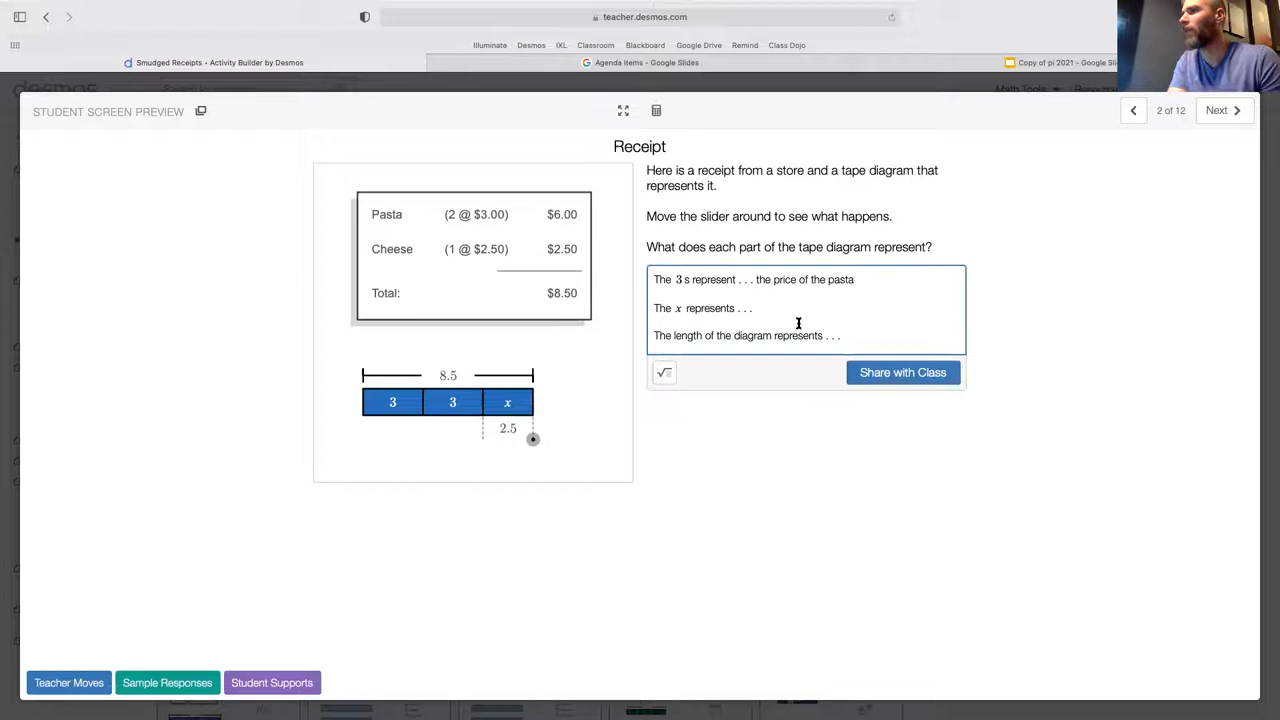 teacher.desmos.com
Illuminate Desmos IXL Classroom Blackboard Google Drive Remind Class Dojo
Smudged Receipts • Activity Builder by Desmos
Agenda Items - Google Slides
Copy of pi 2021 - Google Sli
desmos
Math Tools
STUDENT SCREEN PREVIEW
2 of 12
Next
Receipt
Pasta (2 @ $3.00) $6.00
Cheese (1 @ $2.50) $2.50
Total: $8.50
8.5
3 3 x
2.5
Here is a receipt from a store and a tape diagram that
represents it.
Move the slider around to see what happens.
What does each part of the tape diagram represent?
The 3 s represent . . . the price of the pasta
The x represents . . .
The length of the diagram represents . . .
√
Share with Class
Teacher Moves Sample Responses Student Supports